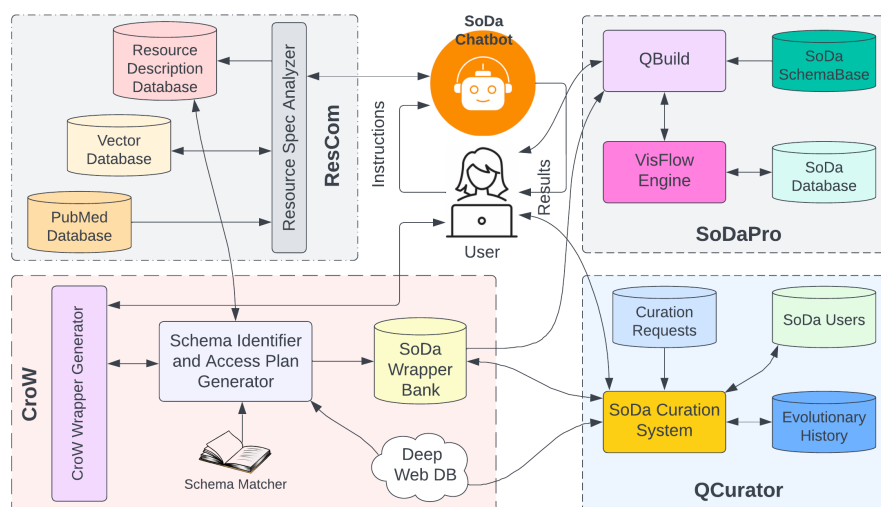 SoDa
Chatbot
Resource
Description
Database
Vector
Database
PubMed
Database
Resource Spec Analyzer
ResCom
Instructions
Results
User
QBuild
SoDa
SchemaBase
VisFlow
Engine
SoDa
Database
SoDaPro
CroW
CroW Wrapper Generator
Schema Identifier
and Access Plan
Generator
SoDa
Wrapper
Bank
Schema Matcher
Deep
Web DB
Curation
Requests
SoDa Users
SoDa Curation
System
Evolutionary
History
QCurator